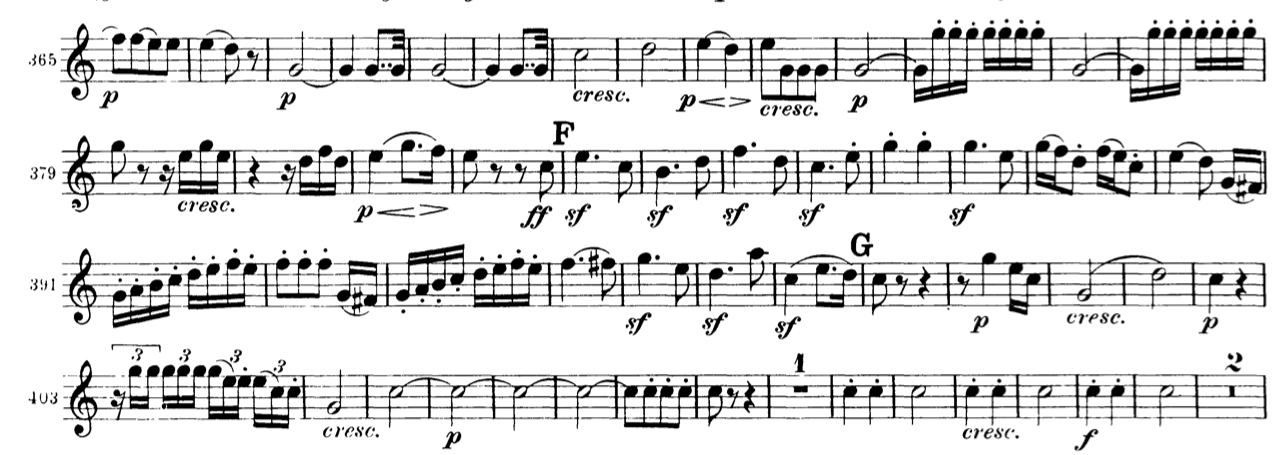 365 p p cresc. p cresc. p
F
379 cresc. p ff sf sf sf sf sf
G
391 sf sf sf p cresc. p
3 3 3 3 1 2
403 cresc. p cresc. f